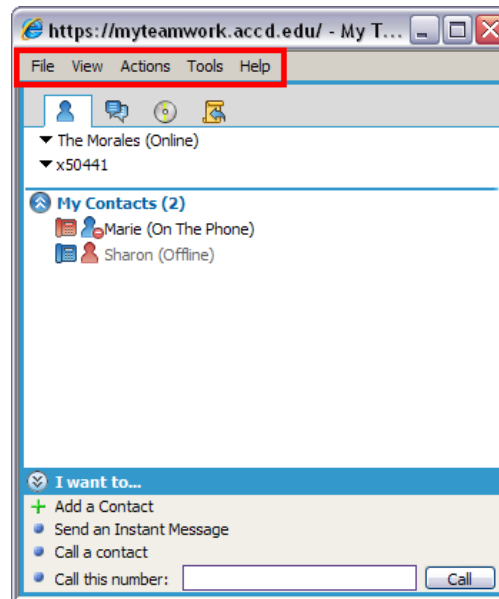 https://myteamwork.accd.edu/ - My T...
File View Actions Tools Help
The Morales (Online)
x50441
My Contacts (2)
Marie (On The Phone)
Sharon (Offline)
I want to...
Add a Contact
Send an Instant Message
Call a contact
Call this number: Call